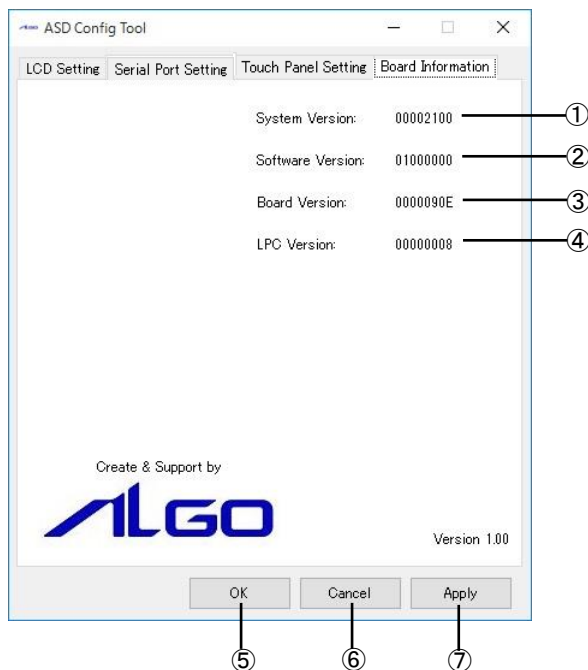 ASD Config Tool
LCD Setting Serial Port Setting Touch Panel Setting Board Information
System Version: 00002100 ①
Software Version: 01000000 ②
Board Version: 0000090E ③
LPC Version: 00000008 ④
Create & Support by
ALGO
Version 1.00
OK Cancel Apply
⑤ ⑥ ⑦